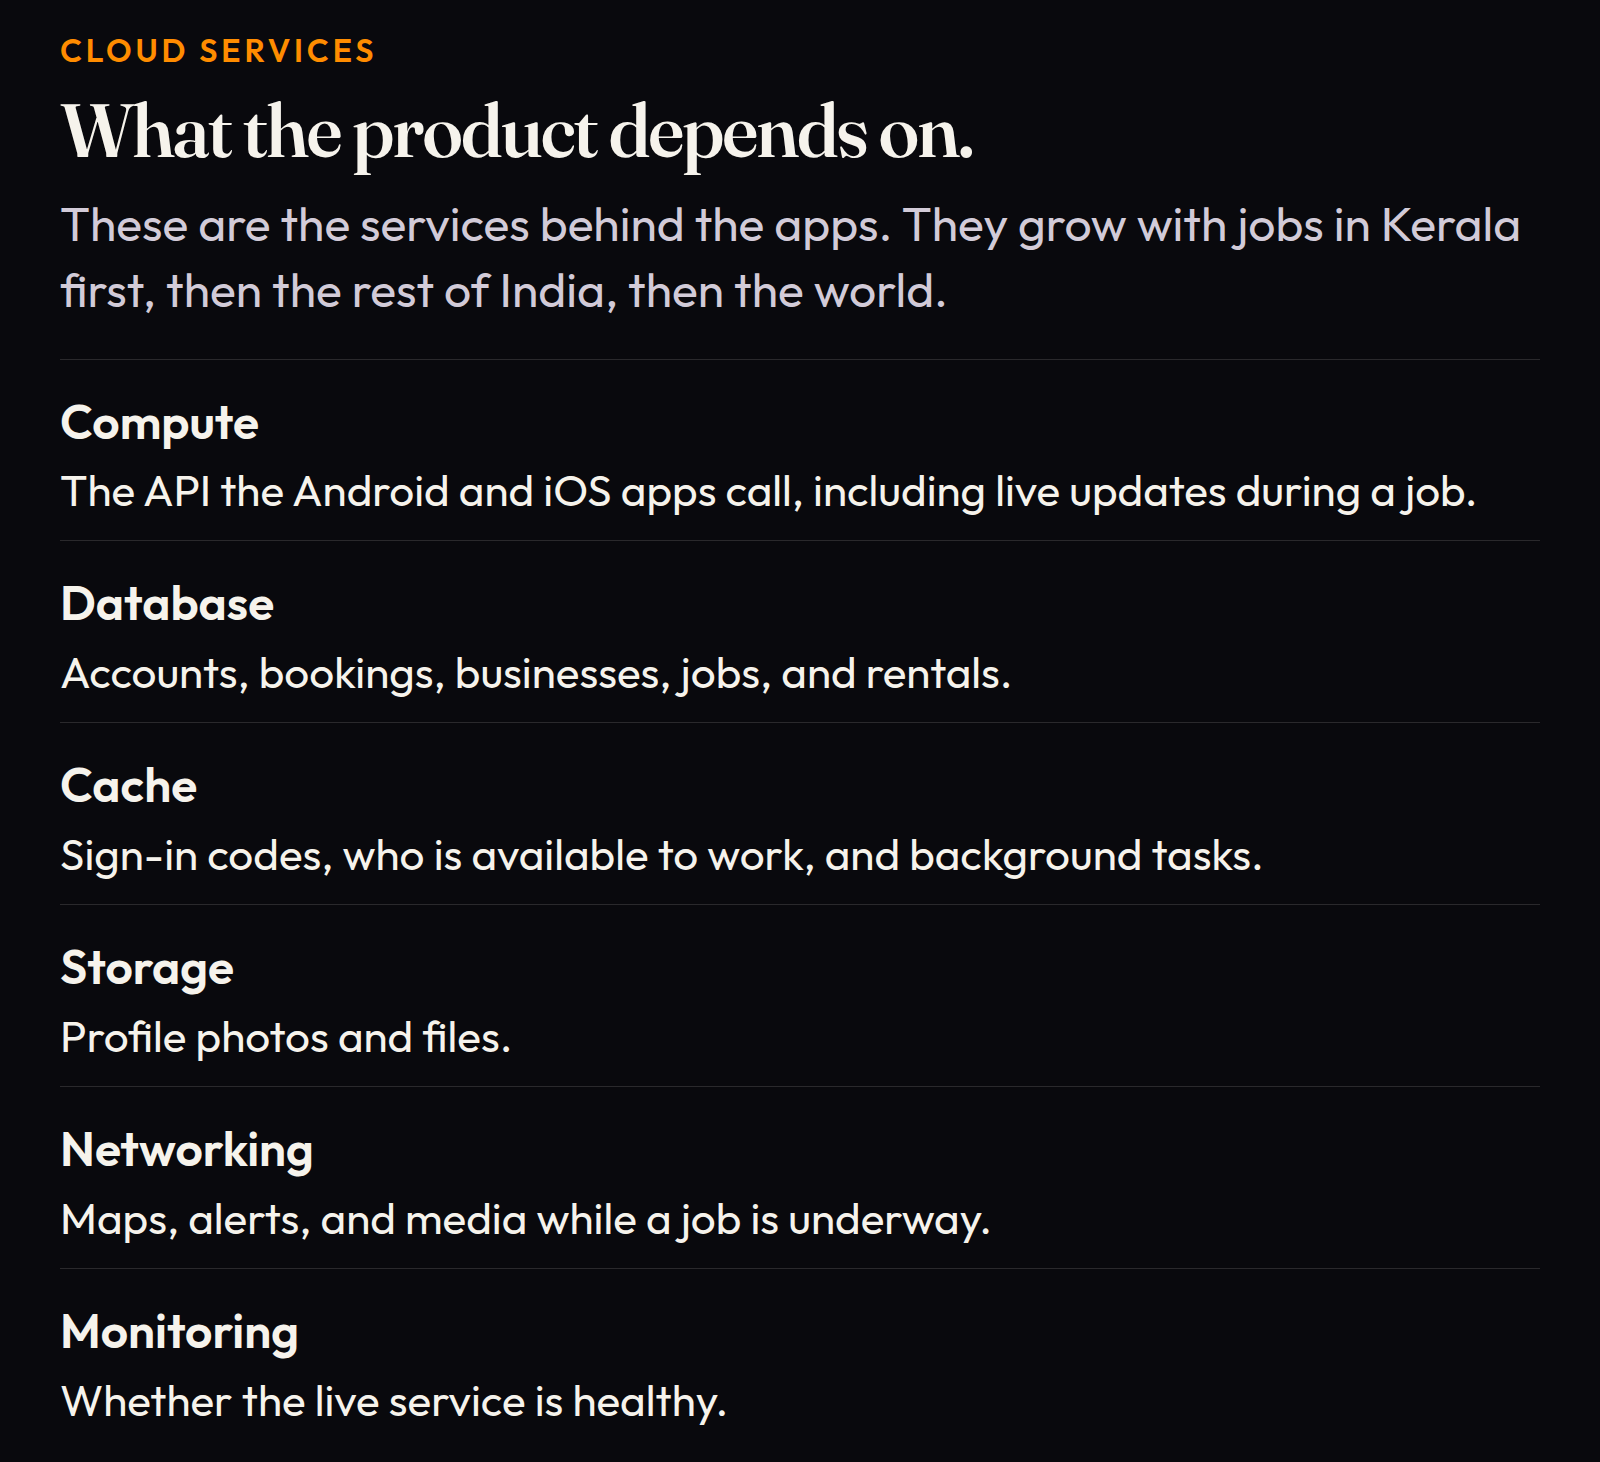 CLOUD SERVICES
What the product depends on.
These are the services behind the apps. They grow with jobs in Kerala
first, then the rest of India, then the world.
Compute
The API the Android and iOS apps call, including live updates during a job.
Database
Accounts, bookings, businesses, jobs, and rentals.
Cache
Sign-in codes, who is available to work, and background tasks.
Storage
Profile photos and files.
Networking
Maps, alerts, and media while a job is underway.
Monitoring
Whether the live service is healthy.